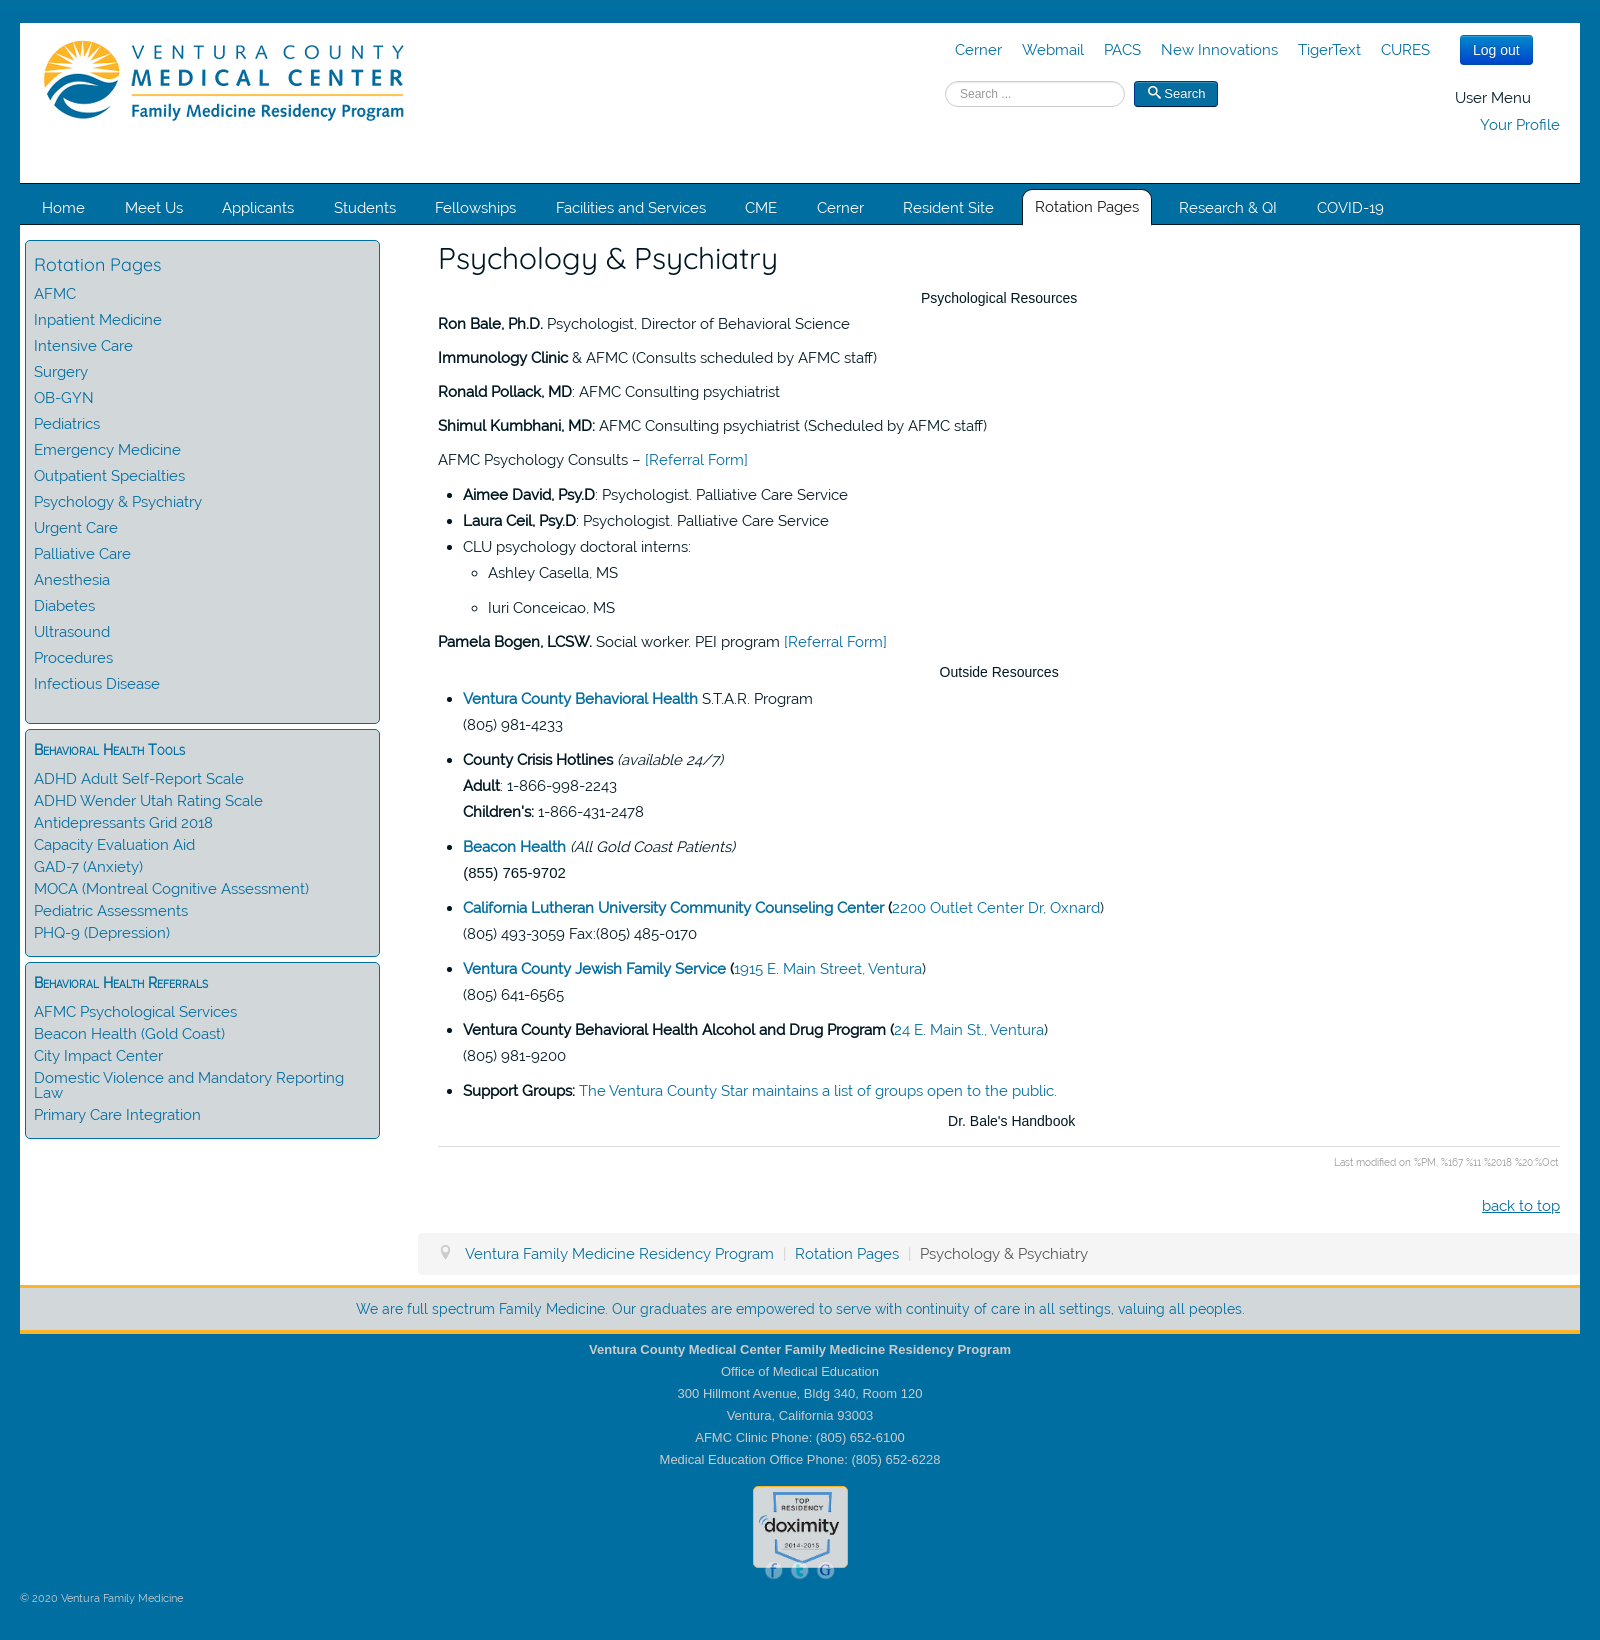 VENTURA COUNTY
MEDICAL CENTER
Family Medicine Residency Program
Cerner Webmail PACS New Innovations TigerText CURES Log out
Search ... Search
User Menu
Your Profile
Home Meet Us Applicants Students Fellowships Facilities and Services CME Cerner Resident Site Rotation Pages Research & QI COVID-19
Rotation Pages
AFMC
Inpatient Medicine
Intensive Care
Surgery
OB-GYN
Pediatrics
Emergency Medicine
Outpatient Specialties
Psychology & Psychiatry
Urgent Care
Palliative Care
Anesthesia
Diabetes
Ultrasound
Procedures
Infectious Disease
Behavioral Health Tools
ADHD Adult Self-Report Scale
ADHD Wender Utah Rating Scale
Antidepressants Grid 2018
Capacity Evaluation Aid
GAD-7 (Anxiety)
MOCA (Montreal Cognitive Assessment)
Pediatric Assessments
PHQ-9 (Depression)
Behavioral Health Referrals
AFMC Psychological Services
Beacon Health (Gold Coast)
City Impact Center
Domestic Violence and Mandatory Reporting
Law
Primary Care Integration
Psychology & Psychiatry
Psychological Resources
Ron Bale, Ph.D. Psychologist, Director of Behavioral Science
Immunology Clinic & AFMC (Consults scheduled by AFMC staff)
Ronald Pollack, MD: AFMC Consulting psychiatrist
Shimul Kumbhani, MD: AFMC Consulting psychiatrist (Scheduled by AFMC staff)
AFMC Psychology Consults – [Referral Form]
Aimee David, Psy.D: Psychologist. Palliative Care Service
Laura Ceil, Psy.D: Psychologist. Palliative Care Service
CLU psychology doctoral interns:
Ashley Casella, MS
Iuri Conceicao, MS
Pamela Bogen, LCSW. Social worker. PEI program [Referral Form]
Outside Resources
Ventura County Behavioral Health S.T.A.R. Program
(805) 981-4233
County Crisis Hotlines (available 24/7)
Adult: 1-866-998-2243
Children's: 1-866-431-2478
Beacon Health (All Gold Coast Patients)
(855) 765-9702
California Lutheran University Community Counseling Center (2200 Outlet Center Dr, Oxnard)
(805) 493-3059 Fax:(805) 485-0170
Ventura County Jewish Family Service (1915 E. Main Street, Ventura)
(805) 641-6565
Ventura County Behavioral Health Alcohol and Drug Program (24 E. Main St., Ventura)
(805) 981-9200
Support Groups: The Ventura County Star maintains a list of groups open to the public.
Dr. Bale's Handbook
Last modified on %PM, %167 %11 %2018 %20:%Oct
back to top
Ventura Family Medicine Residency Program | Rotation Pages | Psychology & Psychiatry
We are full spectrum Family Medicine. Our graduates are empowered to serve with continuity of care in all settings, valuing all peoples.
Ventura County Medical Center Family Medicine Residency Program
Office of Medical Education
300 Hillmont Avenue, Bldg 340, Room 120
Ventura, California 93003
AFMC Clinic Phone: (805) 652-6100
Medical Education Office Phone: (805) 652-6228
TOP
RESIDENCY
doximity
2014-2015
f t G
© 2020 Ventura Family Medicine